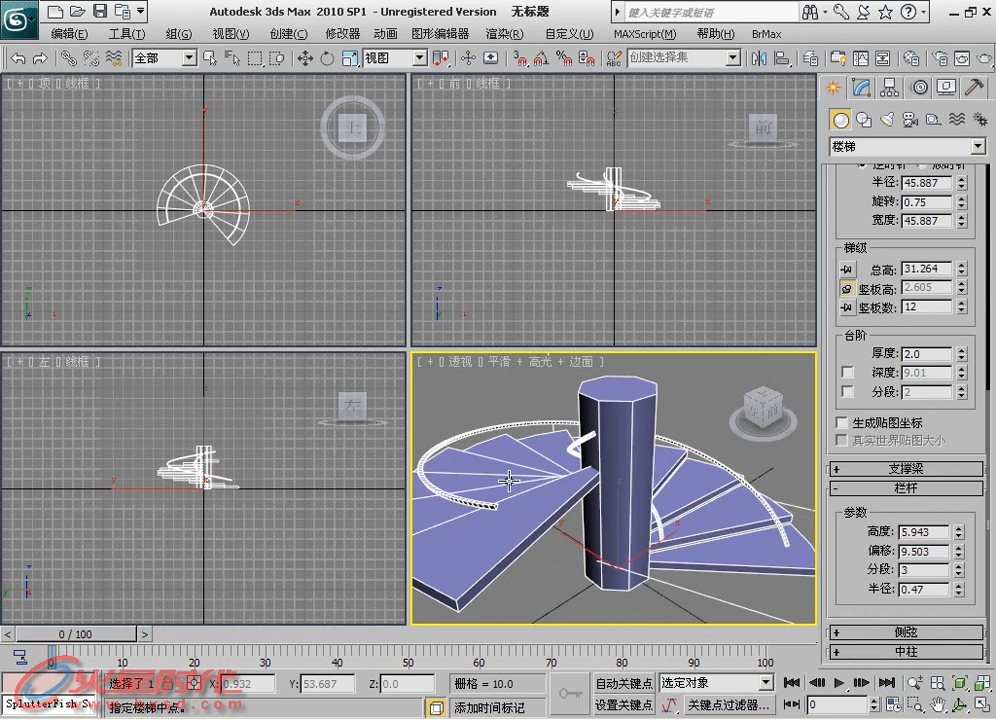 Autodesk 3ds Max 2010 SP1 - Unregistered Version 无标题
键入关键字或短语
编辑(E) 工具(T) 组(G) 视图(V) 创建(C) 修改器 动画 图形编辑器 渲染(R) 自定义(U) MAXScript(M) 帮助(H) BrMax
全部 视图 创建选择集
[ + [] 顶 [] 线框 ]
上
[ + [] 前 [] 线框 ]
前
楼梯
半径: 45.887
旋转: 0.75
宽度: 45.887
梯级
总高: 31.264
竖板高: 2.605
竖板数: 12
台阶
厚度: 2.0
深度: 9.01
分段: 2
生成贴图坐标
真实世界贴图大小
+ 支撑梁
- 栏杆
参数
高度: 5.943
偏移: 9.503
分段: 3
半径: 0.47
+ 侧弦
+ 中柱
[ + [] 左 [] 线框 ]
左
[ + [] 透视 [] 平滑 + 高光 + 边面 ]
前
< 0 / 100 >
0 10 20 30 40 50 60 70 80 90 100
火星时代
www.hxsd.com
选择了 1 X: 0.932 Y: 53.687 Z: 0.0 栅格 = 10.0 自动关键点 选定对象
SplutterFish 指定楼梯中点。 添加时间标记 设置关键点 关键点过滤器... 0